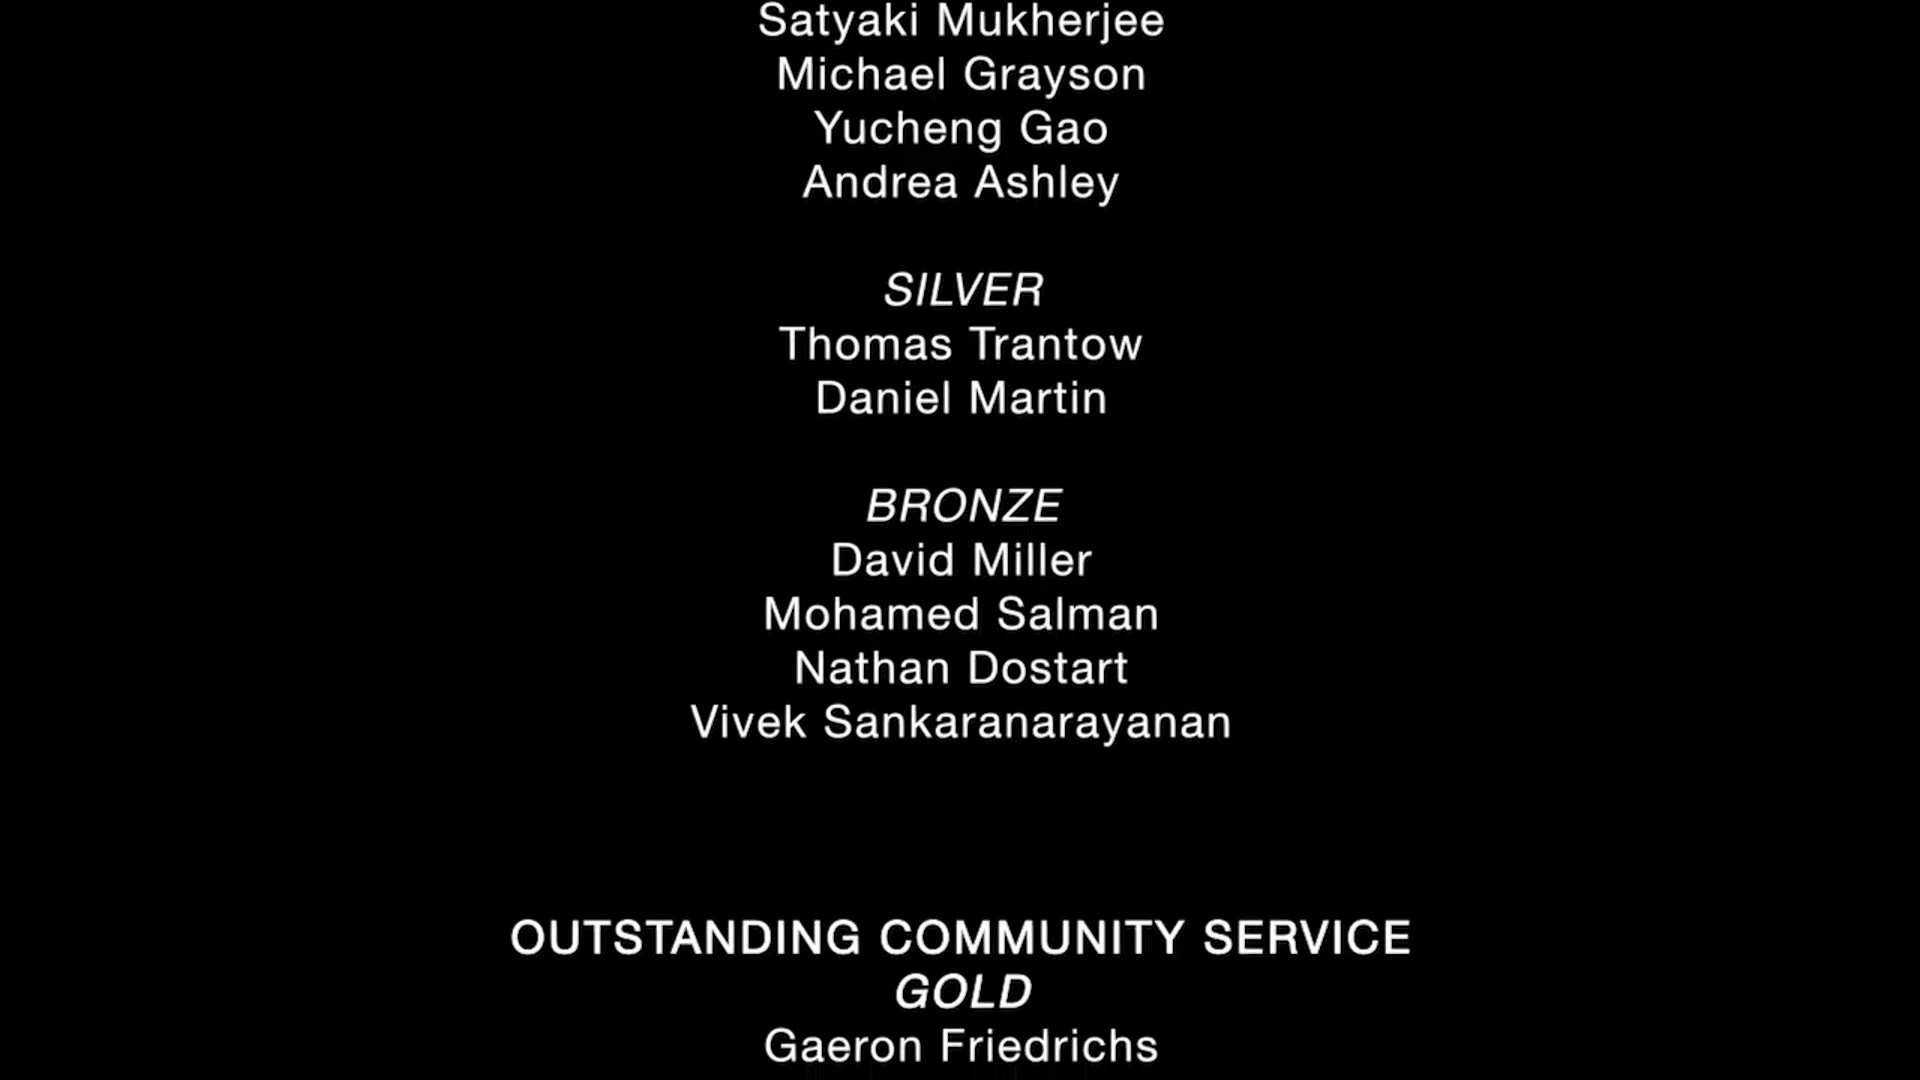 Satyaki Mukherjee
Michael Grayson
Yucheng Gao
Andrea Ashley
SILVER
Thomas Trantow
Daniel Martin
BRONZE
David Miller
Mohamed Salman
Nathan Dostart
Vivek Sankaranarayanan
OUTSTANDING COMMUNITY SERVICE
GOLD
Gaeron Friedrichs